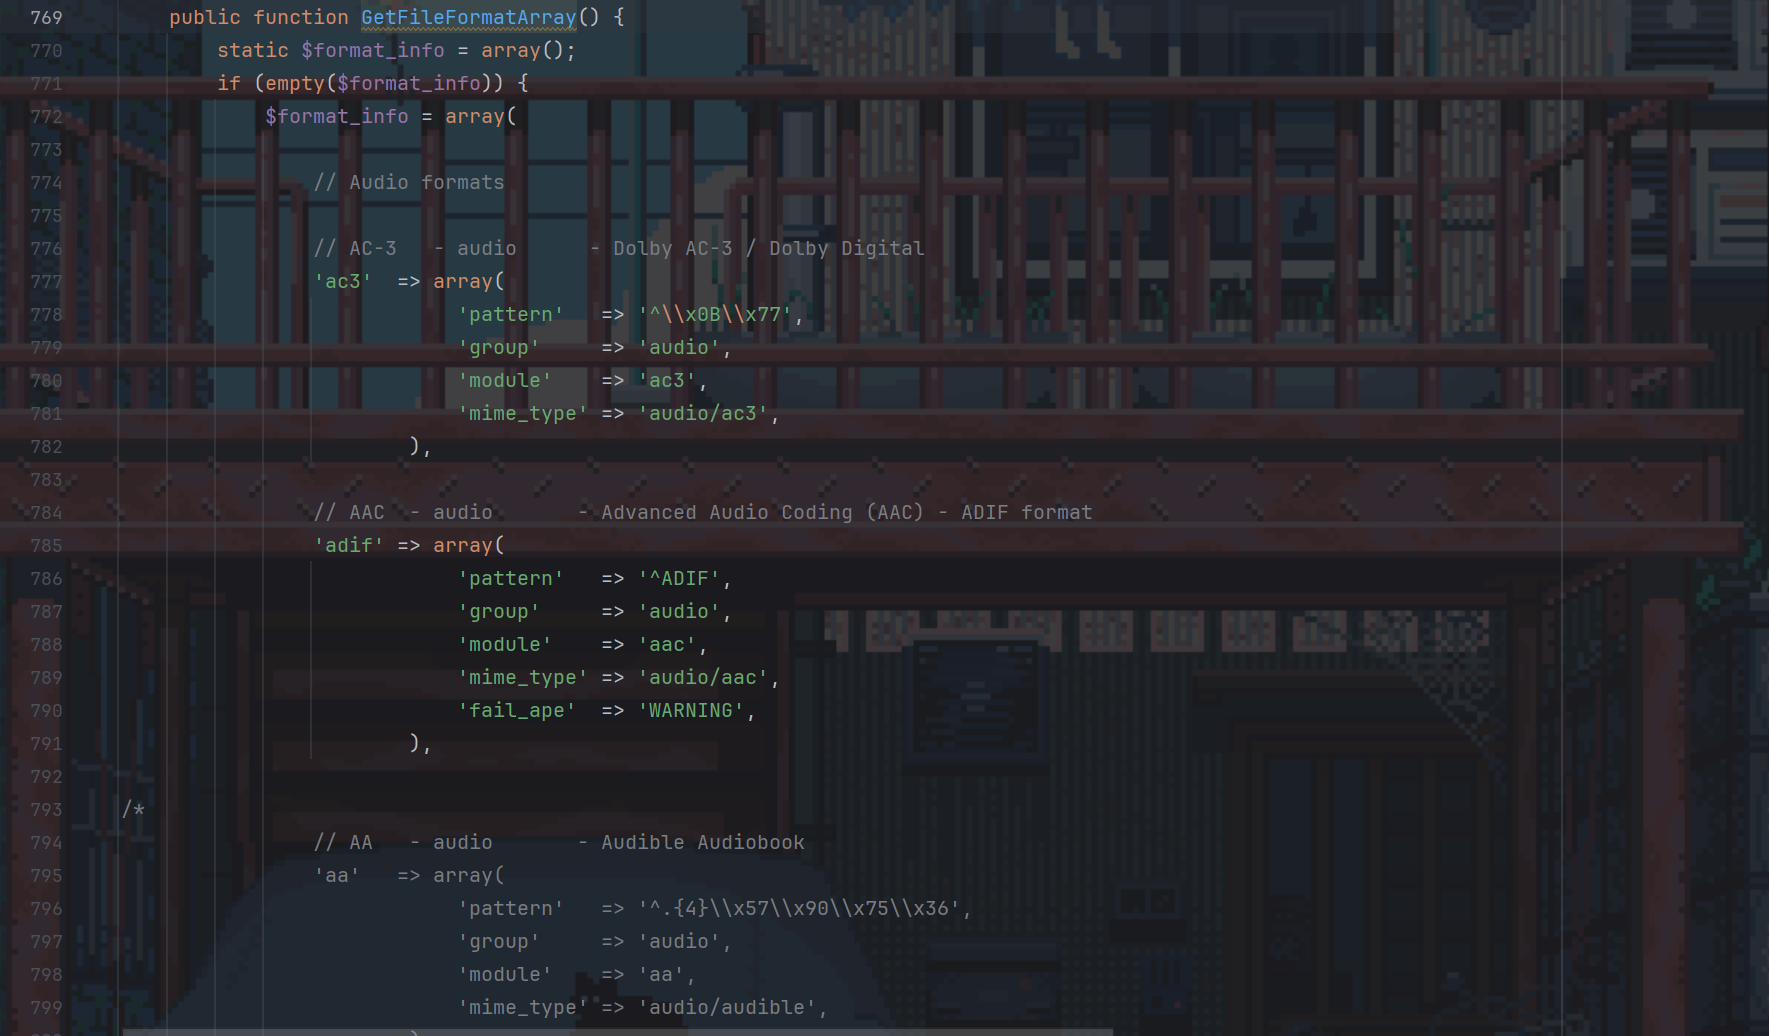 769 public function GetFileFormatArray() {
770 static $format_info = array();
771 if (empty($format_info)) {
772 $format_info = array(
773
774 // Audio formats
775
776 // AC-3   - audio      - Dolby AC-3 / Dolby Digital
777 'ac3'  => array(
778 'pattern'   => '^\\x0B\\x77',
779 'group'     => 'audio',
780 'module'    => 'ac3',
781 'mime_type' => 'audio/ac3',
782 ),
783
784 // AAC  - audio       - Advanced Audio Coding (AAC) - ADIF format
785 'adif' => array(
786 'pattern'   => '^ADIF',
787 'group'     => 'audio',
788 'module'    => 'aac',
789 'mime_type' => 'audio/aac',
790 'fail_ape'  => 'WARNING',
791 ),
792
793 /*
794 // AA   - audio       - Audible Audiobook
795 'aa'   => array(
796 'pattern'   => '^.{4}\\x57\\x90\\x75\\x36',
797 'group'     => 'audio',
798 'module'    => 'aa',
799 'mime_type' => 'audio/audible',